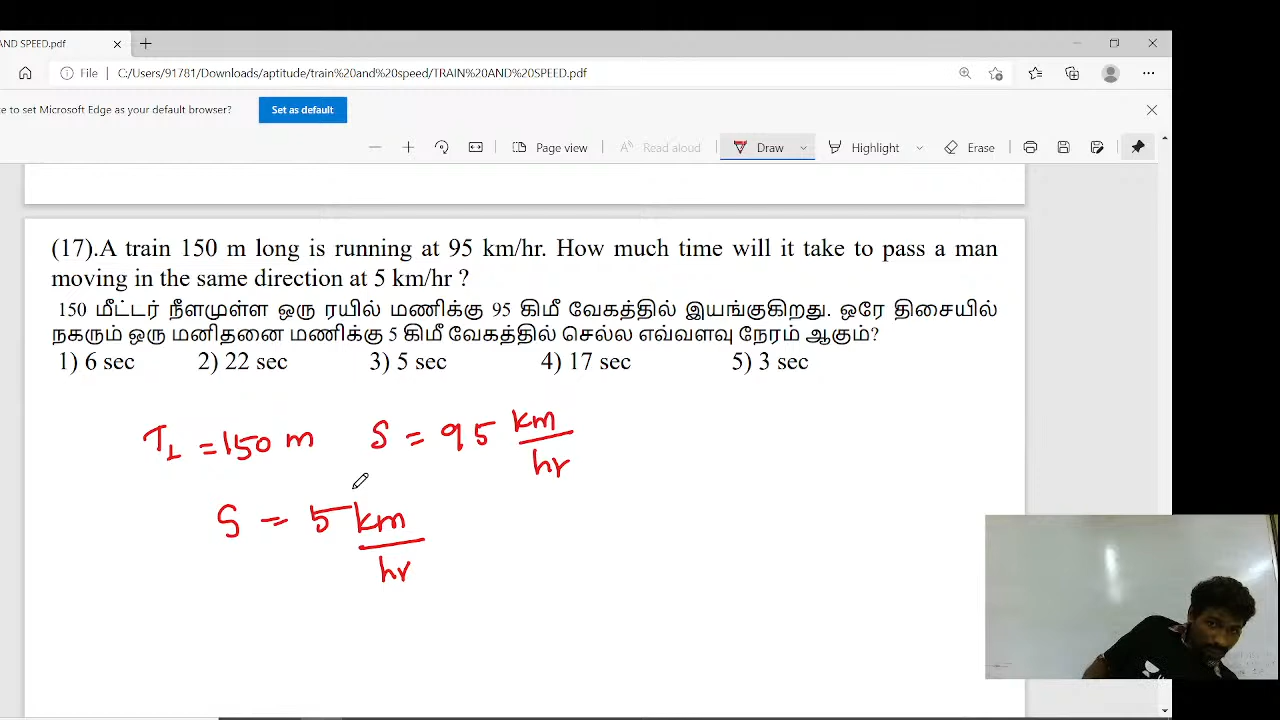 AND SPEED.pdf
File C:/Users/91781/Downloads/aptitude/train%20and%20speed/TRAIN%20AND%20SPEED.pdf
e to set Microsoft Edge as your default browser? Set as default
Page view Read aloud Draw Highlight Erase
(17).A train 150 m long is running at 95 km/hr. How much time will it take to pass a man
moving in the same direction at 5 km/hr ?
150 மீட்டர் நீளமுள்ள ஒரு ரயில் மணிக்கு 95 கிமீ வேகத்தில் இயங்குகிறது. ஒரே திசையில்
நகரும் ஒரு மனிதனை மணிக்கு 5 கிமீ வேகத்தில் செல்ல எவ்வளவு நேரம் ஆகும்?
1) 6 sec 2) 22 sec 3) 5 sec 4) 17 sec 5) 3 sec
TL = 150 m S = 95 km/hr
S = 5 km/hr